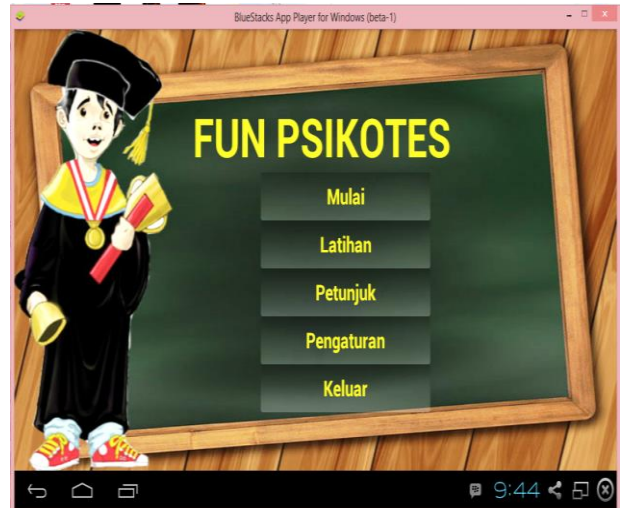 BlueStacks App Player for Windows (beta-1)
FUN PSIKOTES
Mulai
Latihan
Petunjuk
Pengaturan
Keluar
9:44